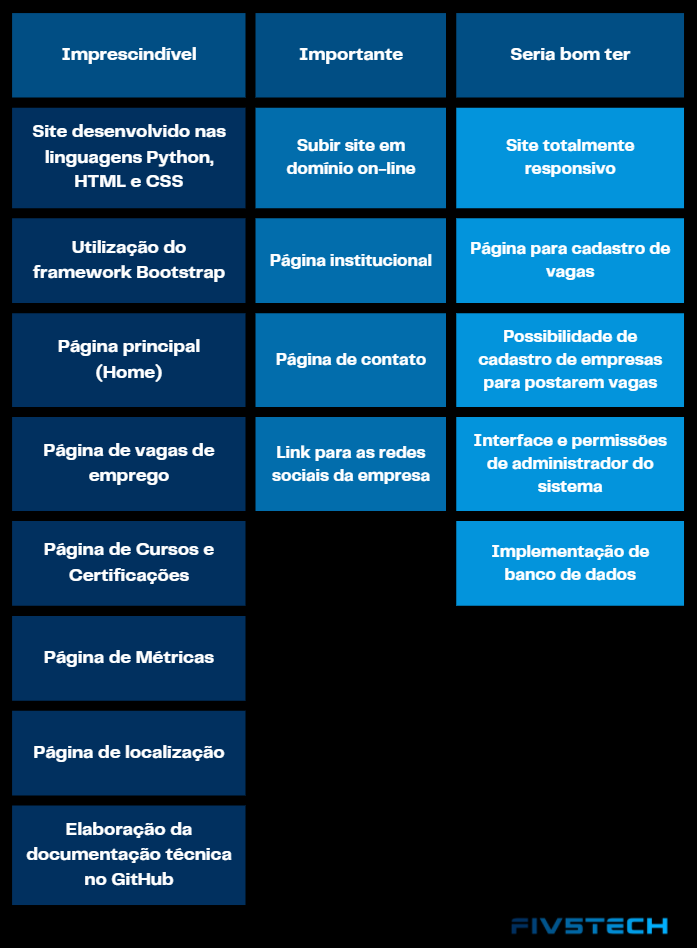 Imprescindível
Importante
Seria bom ter
Site desenvolvido nas
linguagens Python,
HTML e CSS
Subir site em
domínio on-line
Site totalmente
responsivo
Utilização do
framework Bootstrap
Página institucional
Página para cadastro de
vagas
Página principal
(Home)
Página de contato
Possibilidade de
cadastro de empresas
para postarem vagas
Página de vagas de
emprego
Link para as redes
sociais da empresa
Interface e permissões
de administrador do
sistema
Página de Cursos e
Certificações
Implementação de
banco de dados
Página de Métricas
Página de localização
Elaboração da
documentação técnica
no GitHub
FIV5TECH